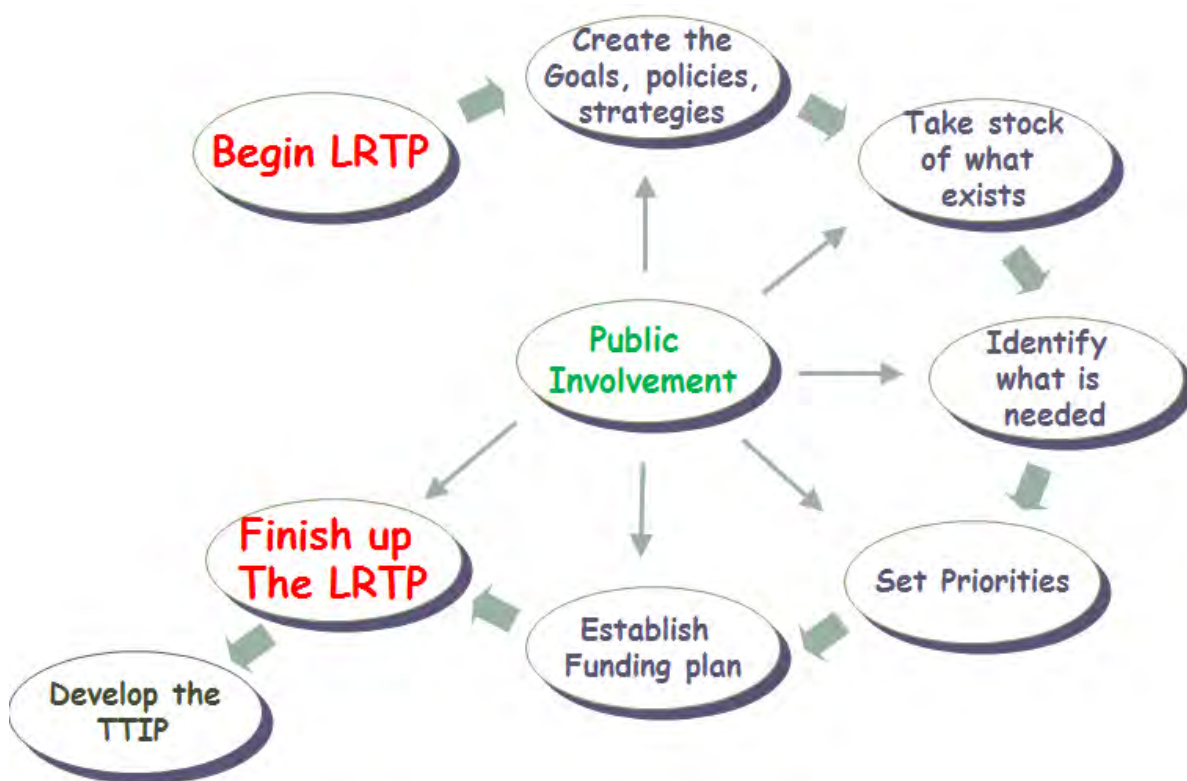 Begin LRTP
Create the
Goals, policies,
strategies
Take stock
of what
exists
Public
Involvement
Identify
what is
needed
Set Priorities
Establish
Funding plan
Finish up
The LRTP
Develop the
TTIP